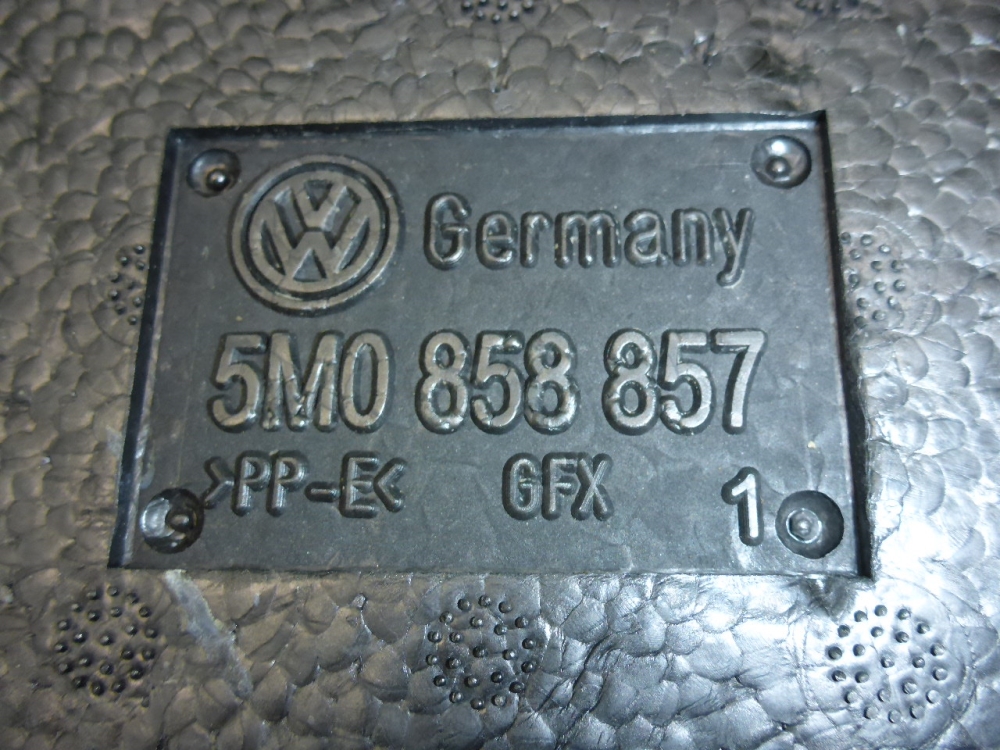 VW Germany
5M0 858 857
>PP-E< GFX 1